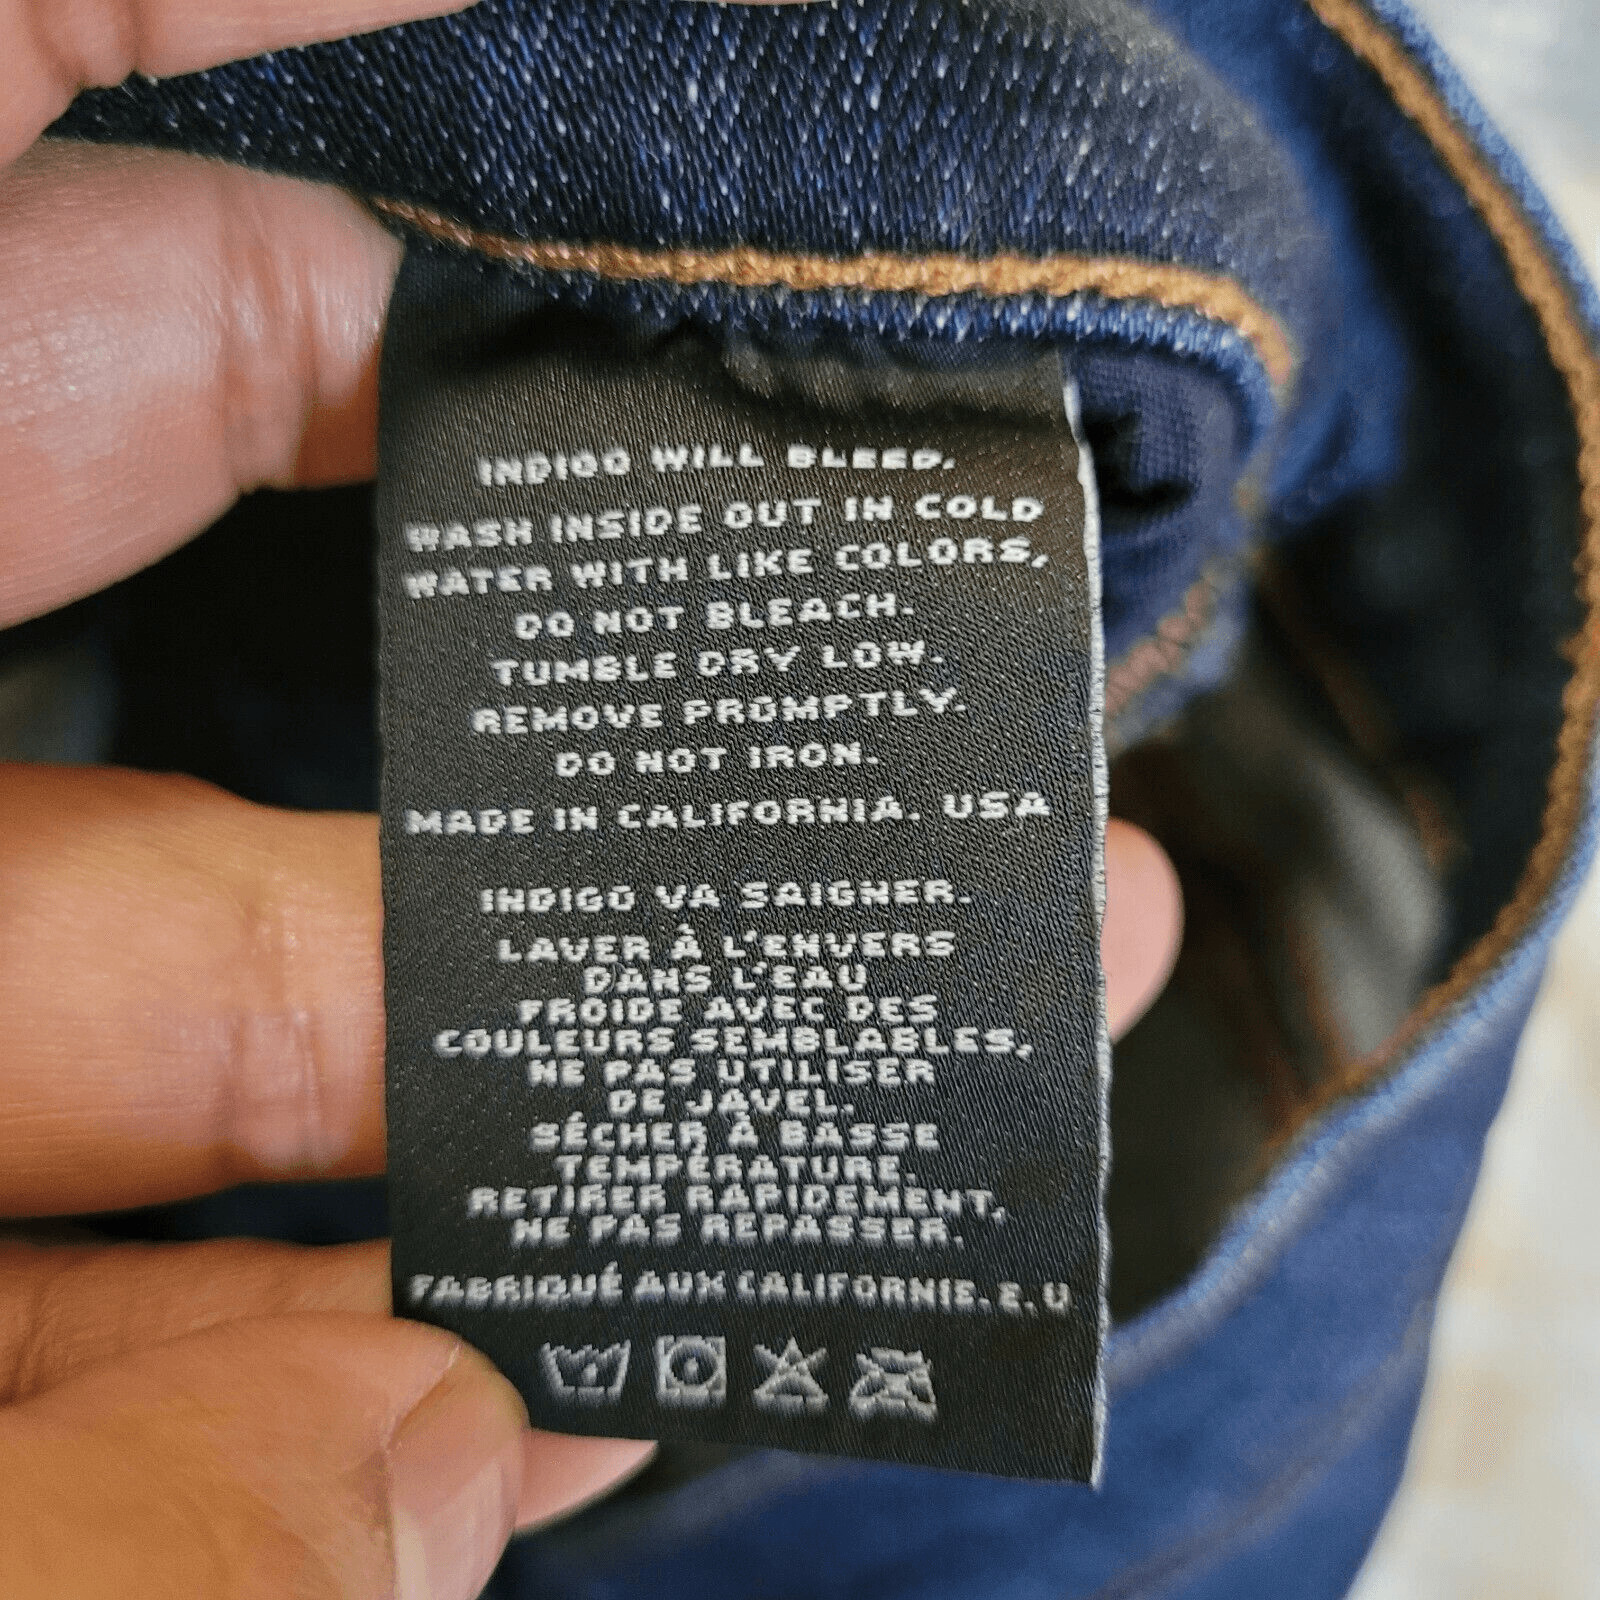 INDIGO WILL BLEED.
WASH INSIDE OUT IN COLD
WATER WITH LIKE COLORS,
DO NOT BLEACH.
TUMBLE DRY LOW.
REMOVE PROMPTLY.
DO NOT IRON.
MADE IN CALIFORNIA. USA
INDIGO VA SAIGNER.
LAVER À L'ENVERS
DANS L'EAU
FROIDE AVEC DES
COULEURS SEMBLABLES,
NE PAS UTILISER
DE JAVEL.
SÉCHER À BASSE
TEMPÉRATURE.
RETIRER RAPIDEMENT,
NE PAS REPASSER.
FABRIQUÉ AUX CALIFORNIE. E. U